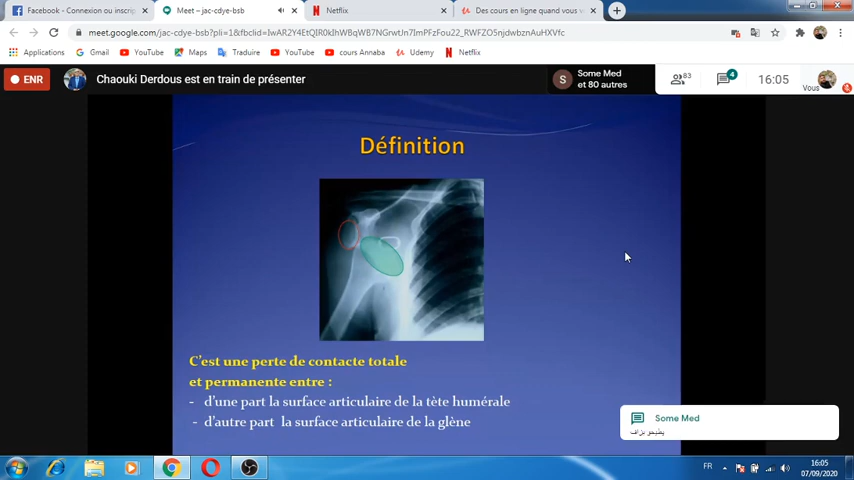 Facebook - Connexion ou inscrip
Meet – jac-cdye-bsb
Netflix
Des cours en ligne quand vous v
meet.google.com/jac-cdye-bsb?pli=1&fbclid=IwAR2Y4EtQIR0kIhWBqWB7NGrwtUn7ImPFzFou22_RWFZO5njdwbznAuHXVfc
Applications
Gmail
YouTube
Maps
Traduire
YouTube
cours Annaba
Udemy
Netflix
ENR
Chaouki Derdous est en train de présenter
S
Some Med
et 80 autres
83
4
16:05
Vous
Définition
C'est une perte de contacte totale
et permanente entre :
- d'une part la surface articulaire de la tète humérale
- d'autre part la surface articulaire de la glène
Some Med
يطيحو بزاف
FR
16:05
07/09/2020